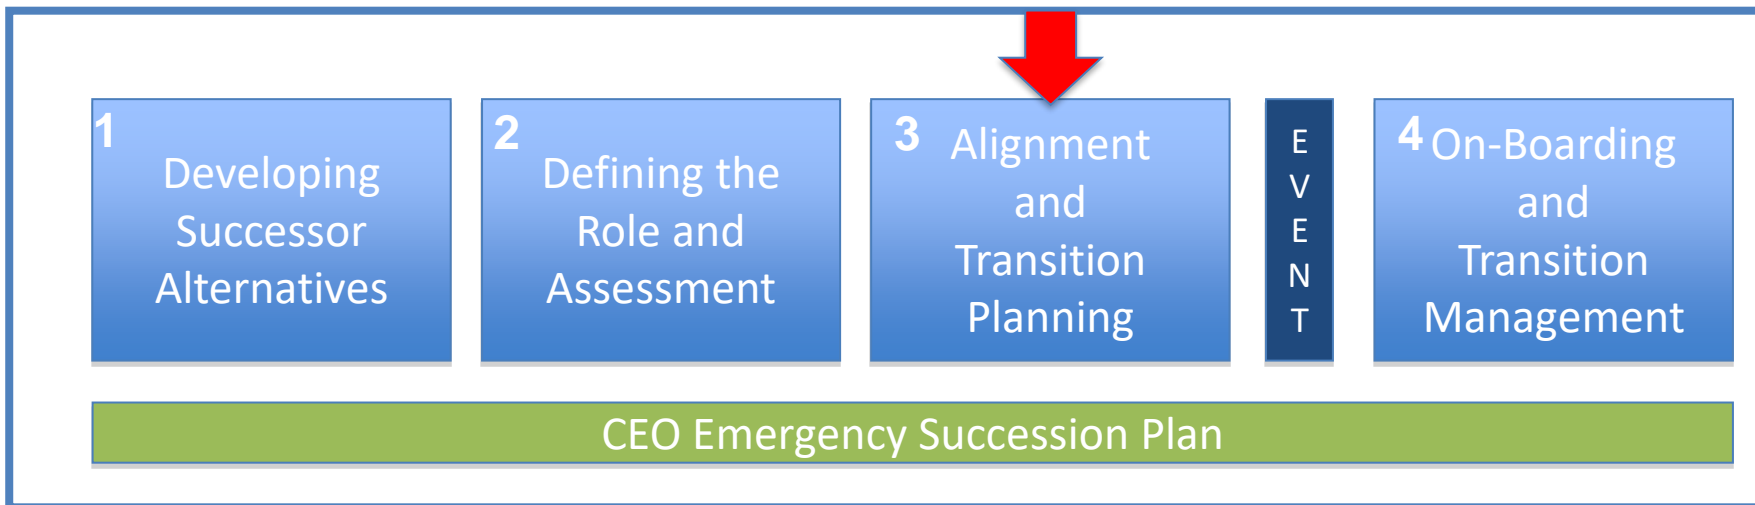 1
Developing
Successor
Alternatives
2
Defining the
Role and
Assessment
3
Alignment
and
Transition
Planning
E
V
E
N
T
4
On-Boarding
and
Transition
Management
CEO Emergency Succession Plan